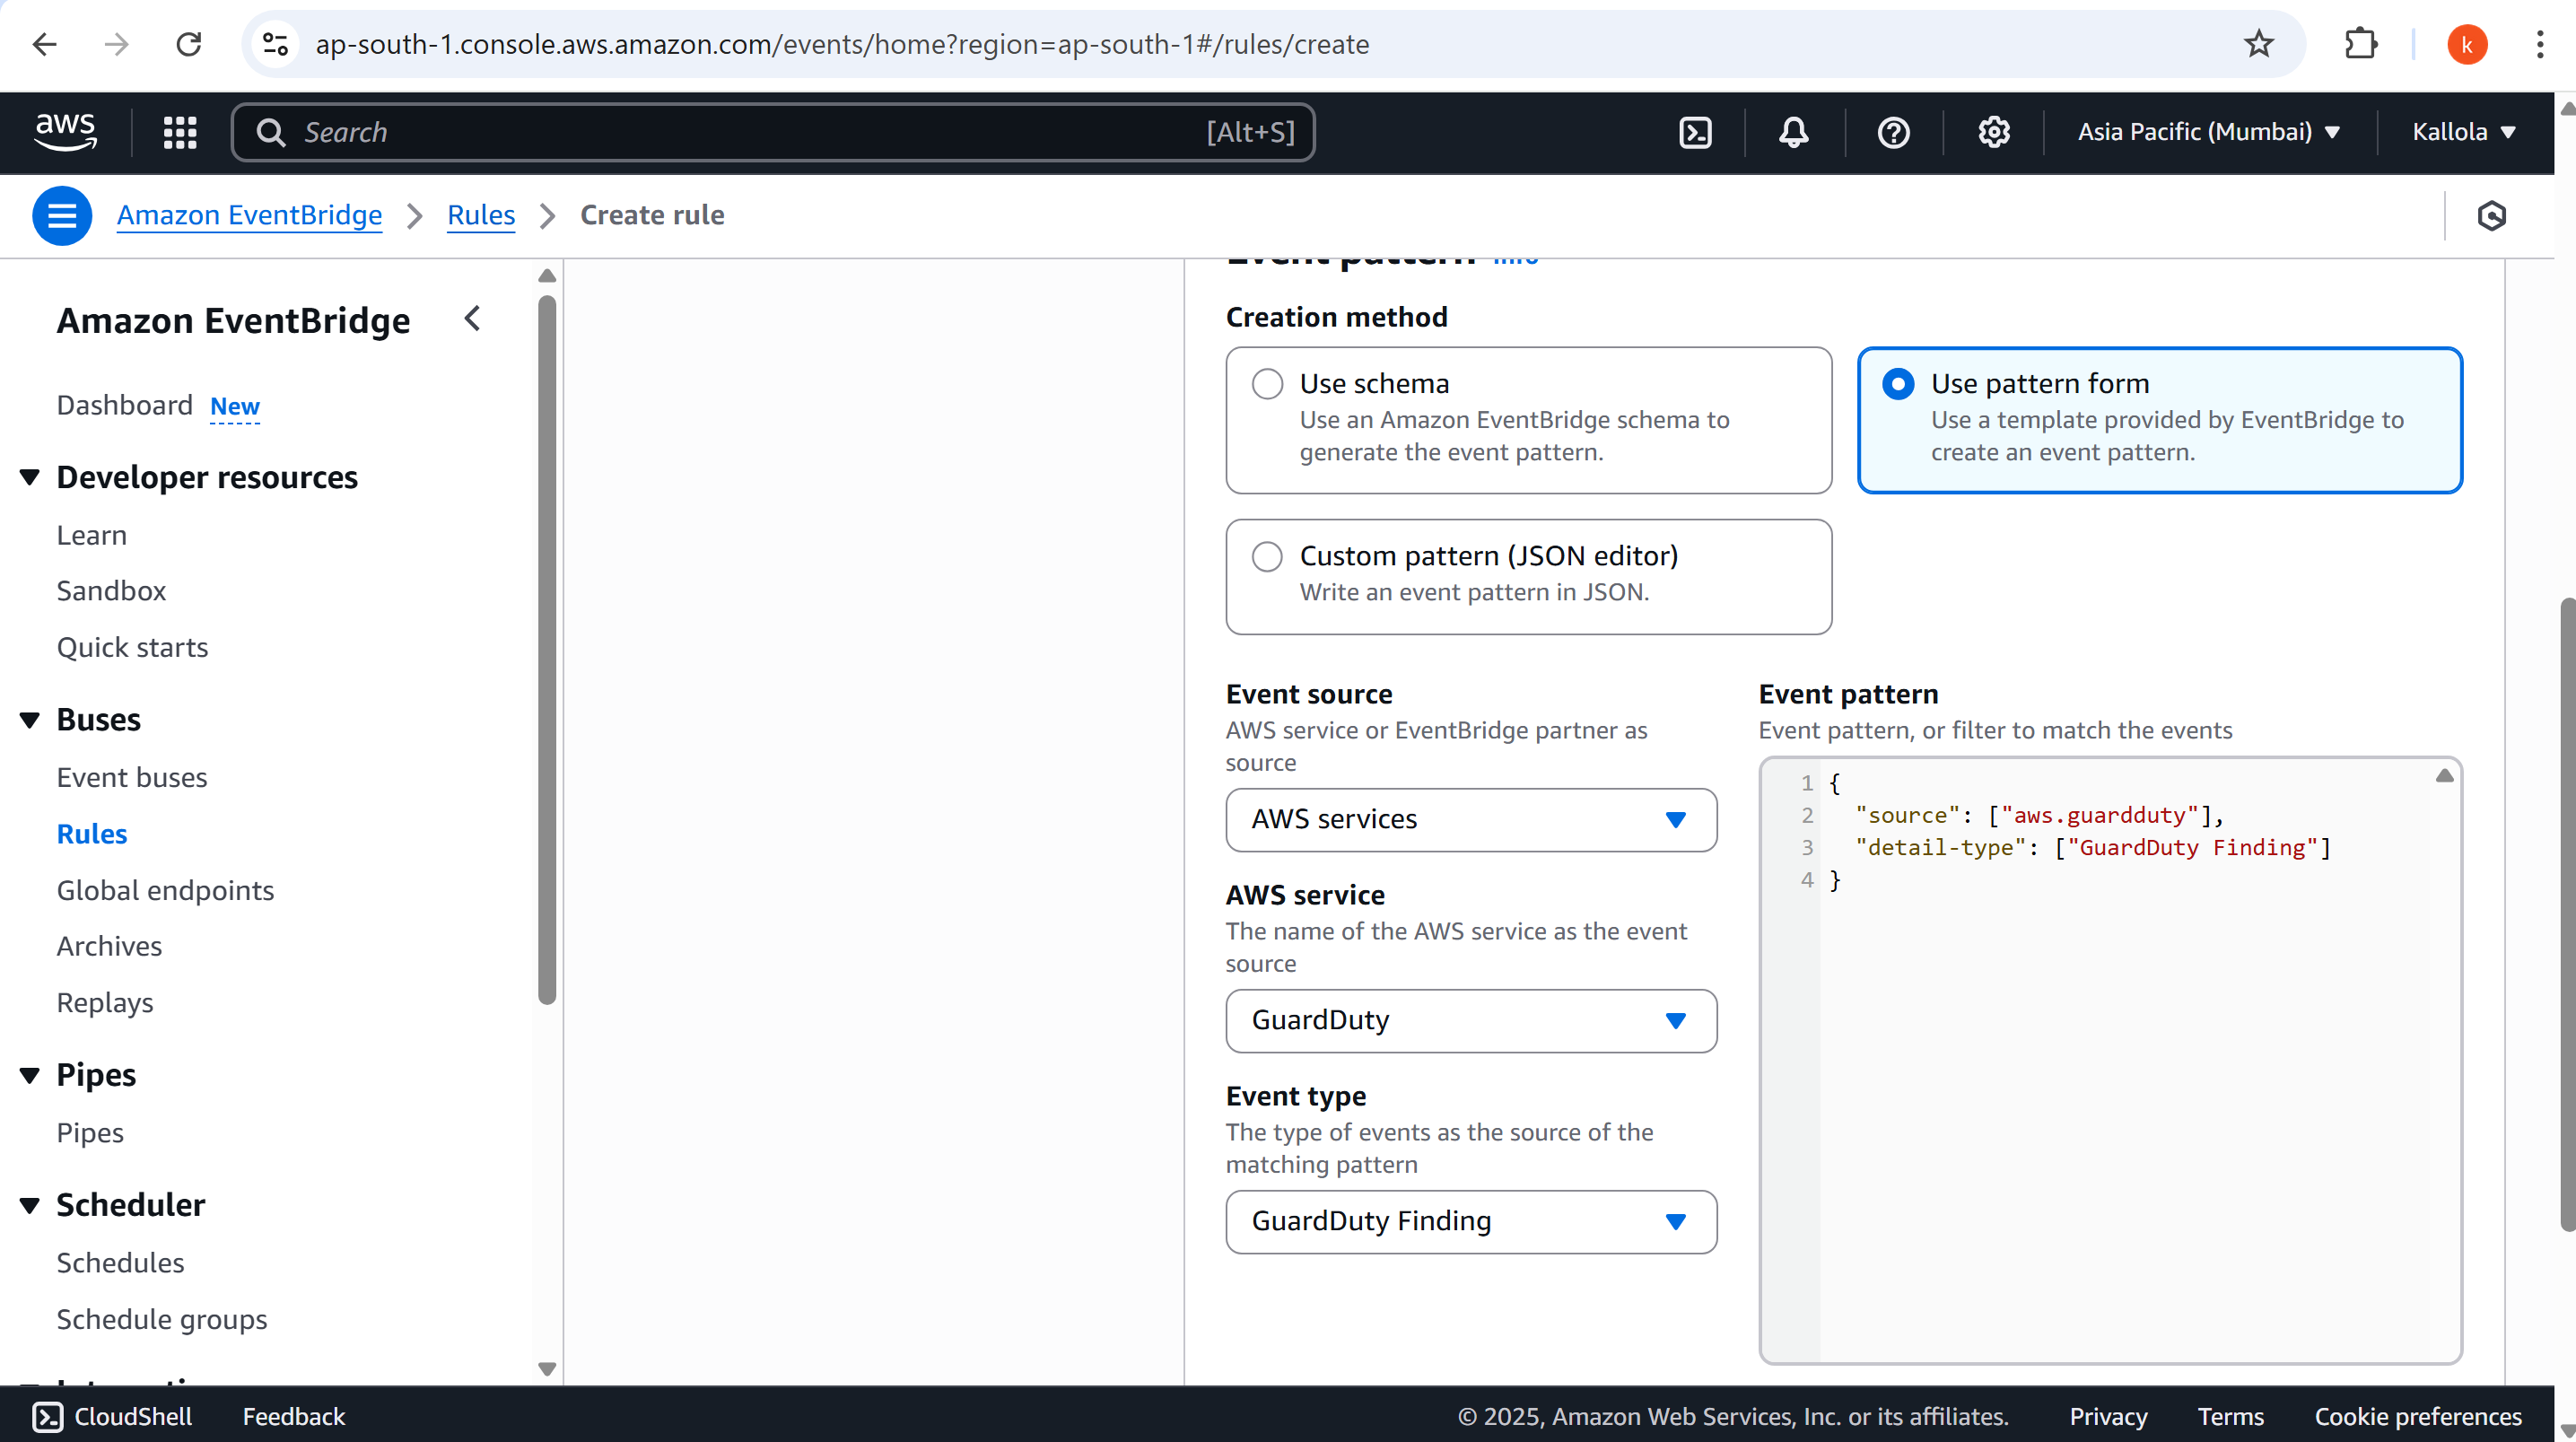 ap-south-1.console.aws.amazon.com/events/home?region=ap-south-1#/rules/create
k
aws
Search
[Alt+S]
Asia Pacific (Mumbai)
Kallola
Amazon EventBridge
Rules
Create rule
Amazon EventBridge
Dashboard New
Developer resources
Learn
Sandbox
Quick starts
Buses
Event buses
Rules
Global endpoints
Archives
Replays
Pipes
Pipes
Scheduler
Schedules
Schedule groups
Event pattern Info
Creation method
Use schema
Use an Amazon EventBridge schema to
generate the event pattern.
Use pattern form
Use a template provided by EventBridge to
create an event pattern.
Custom pattern (JSON editor)
Write an event pattern in JSON.
Event source
AWS service or EventBridge partner as
source
AWS services
AWS service
The name of the AWS service as the event
source
GuardDuty
Event type
The type of events as the source of the
matching pattern
GuardDuty Finding
Event pattern
Event pattern, or filter to match the events
1 {
2 "source": ["aws.guardduty"],
3 "detail-type": ["GuardDuty Finding"]
4 }
CloudShell
Feedback
© 2025, Amazon Web Services, Inc. or its affiliates.
Privacy
Terms
Cookie preferences